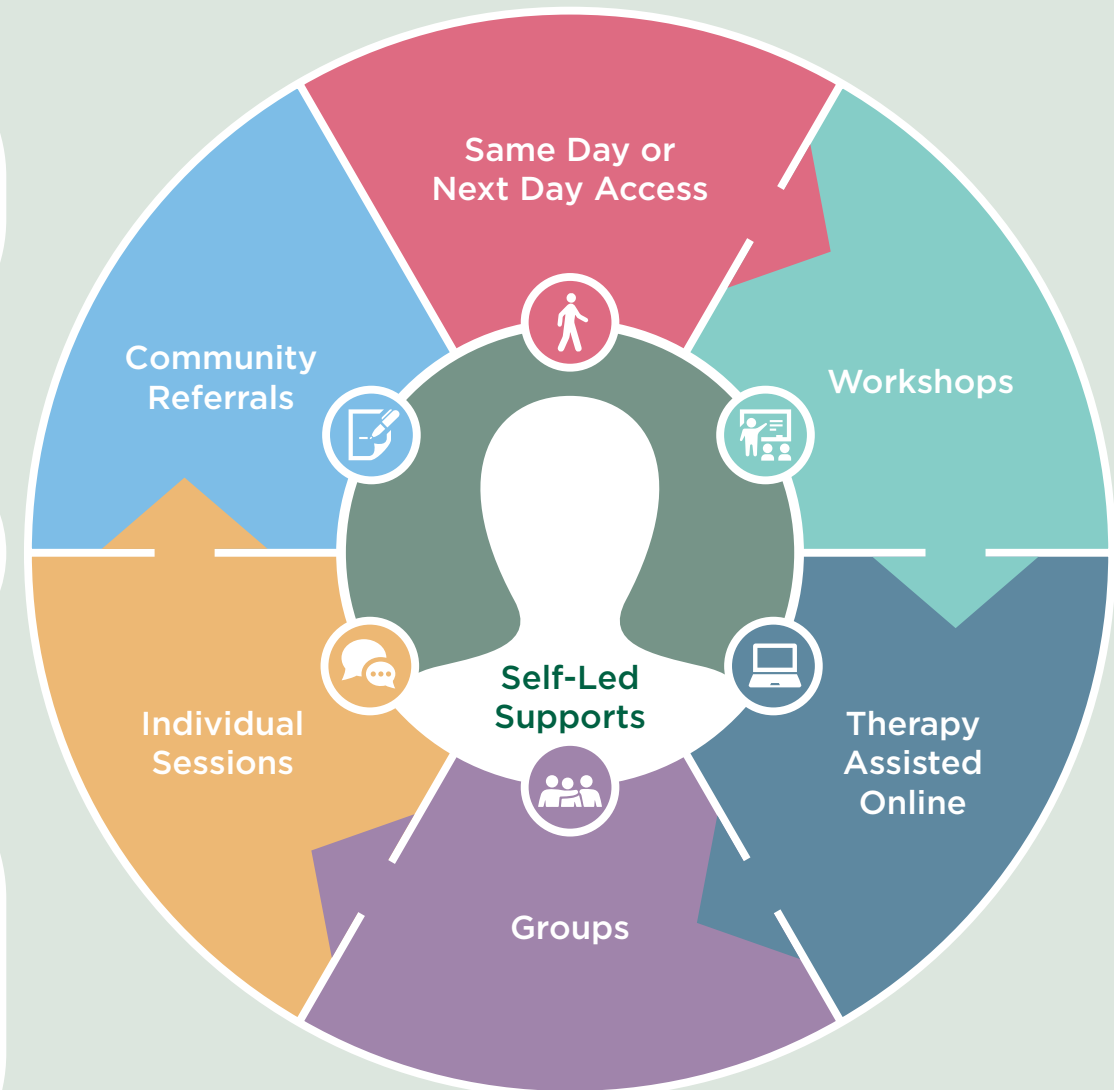 Same Day or
Next Day Access
Workshops
Therapy
Assisted
Online
Groups
Individual
Sessions
Community
Referrals
Self-Led
Supports